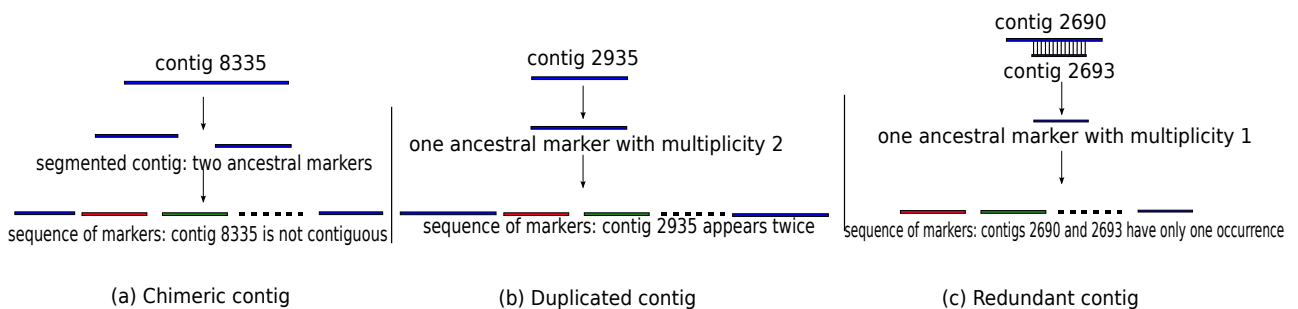 contig 8335
segmented contig: two ancestral markers
sequence of markers: contig 8335 is not contiguous
(a) Chimeric contig
contig 2935
one ancestral marker with multiplicity 2
sequence of markers: contig 2935 appears twice
(b) Duplicated contig
contig 2690
contig 2693
one ancestral marker with multiplicity 1
sequence of markers: contigs 2690 and 2693 have only one occurrence
(c) Redundant contig